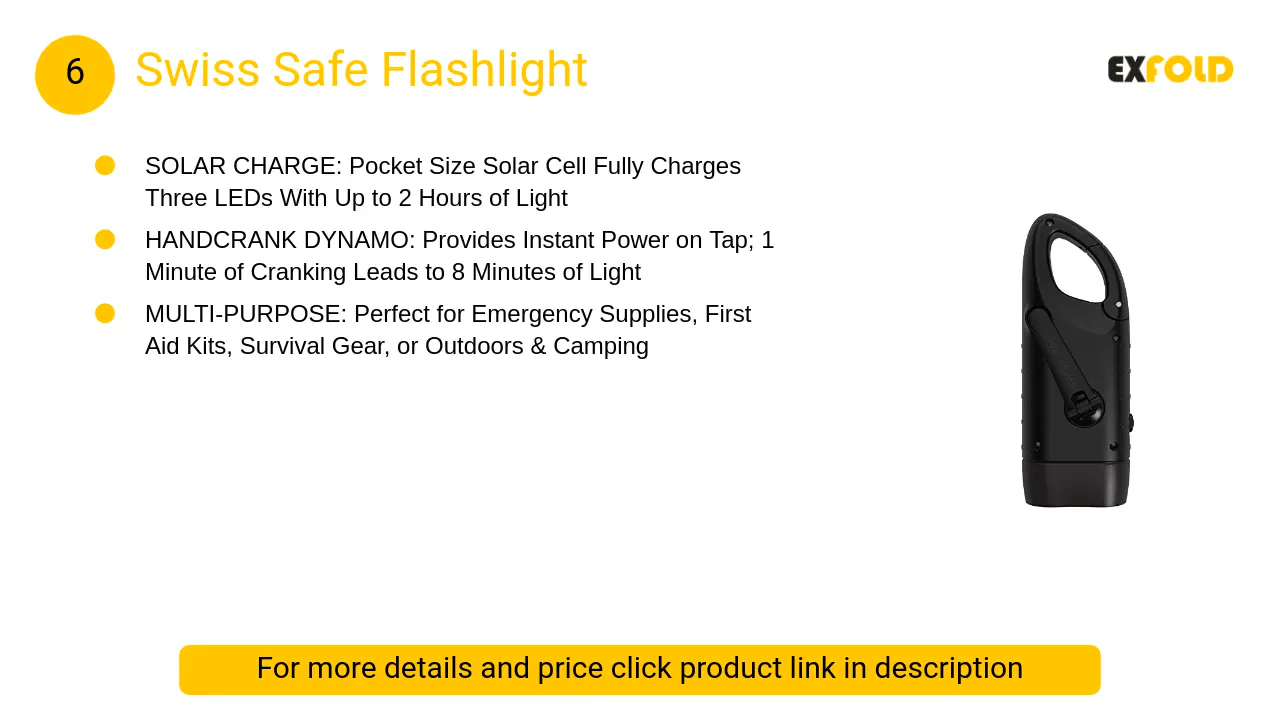 6
Swiss Safe Flashlight
EXFOLD
SOLAR CHARGE: Pocket Size Solar Cell Fully Charges
Three LEDs With Up to 2 Hours of Light
HANDCRANK DYNAMO: Provides Instant Power on Tap; 1
Minute of Cranking Leads to 8 Minutes of Light
MULTI-PURPOSE: Perfect for Emergency Supplies, First
Aid Kits, Survival Gear, or Outdoors & Camping
For more details and price click product link in description